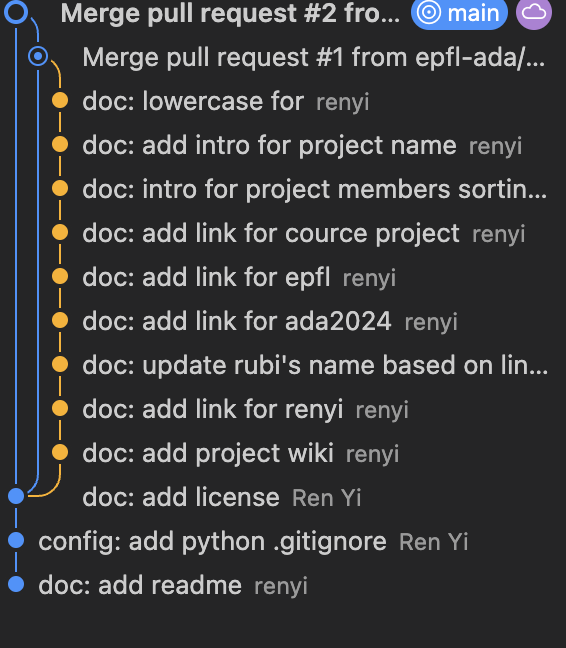 Merge pull request #2 fro... main
Merge pull request #1 from epfl-ada/...
doc: lowercase for renyi
doc: add intro for project name renyi
doc: intro for project members sortin...
doc: add link for cource project renyi
doc: add link for epfl renyi
doc: add link for ada2024 renyi
doc: update rubi's name based on lin...
doc: add link for renyi renyi
doc: add project wiki renyi
doc: add license Ren Yi
config: add python .gitignore Ren Yi
doc: add readme renyi